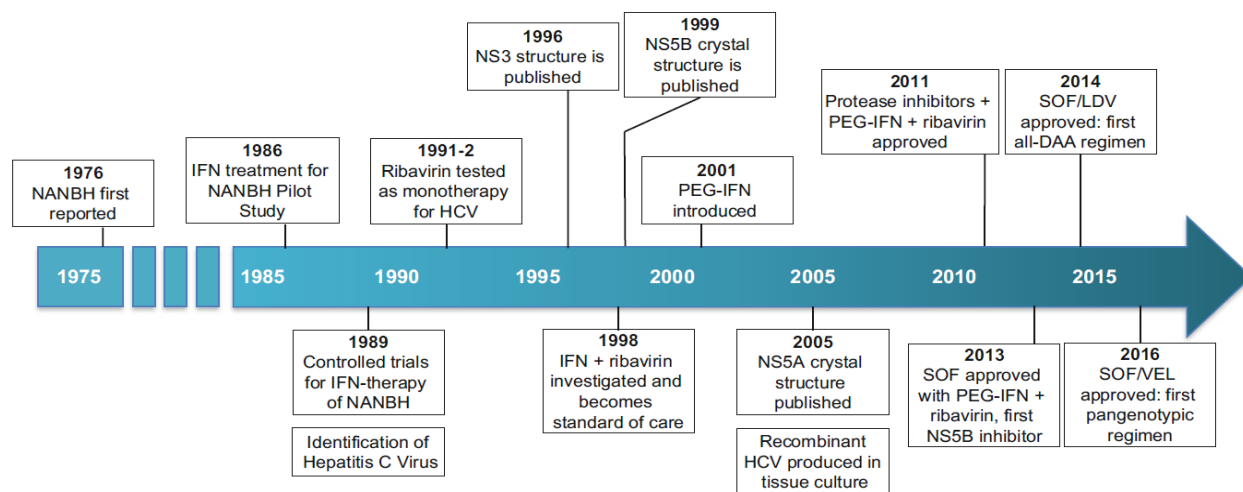 1996
NS3 structure is
published
1999
NS5B crystal
structure is
published
2011
Protease inhibitors +
PEG-IFN + ribavirin
approved
2014
SOF/LDV
approved: first
all-DAA regimen
1976
NANBH first
reported
1986
IFN treatment for
NANBH Pilot
Study
1991-2
Ribavirin tested
as monotherapy
for HCV
2001
PEG-IFN
introduced
1975
1985
1990
1995
2000
2005
2010
2015
1989
Controlled trials
for IFN-therapy
of NANBH
Identification of
Hepatitis C Virus
1998
IFN + ribavirin
investigated and
becomes
standard of care
2005
NS5A crystal
structure
published
Recombinant
HCV produced in
tissue culture
2013
SOF approved
with PEG-IFN +
ribavirin, first
NS5B inhibitor
2016
SOF/VEL
approved: first
pangenotypic
regimen